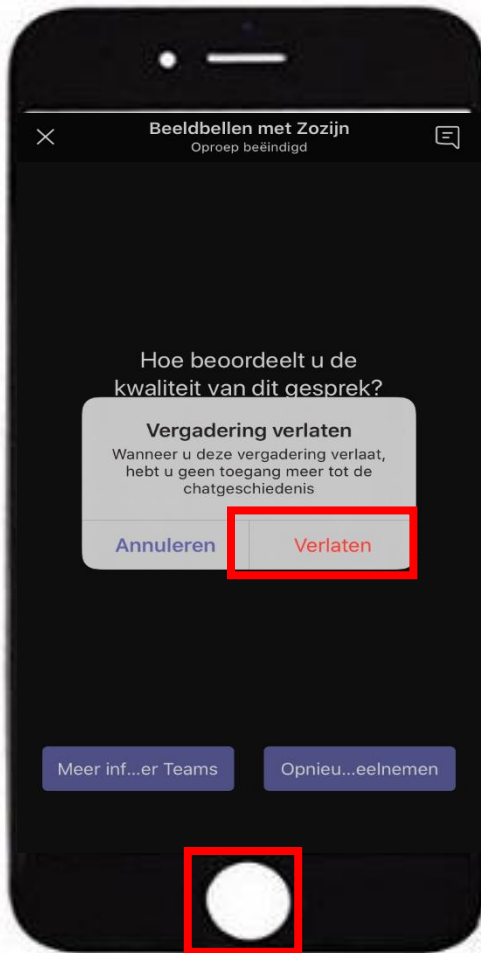 Beeldbellen met Zozijn
Oproep beëindigd
Hoe beoordeelt u de
kwaliteit van dit gesprek?
Vergadering verlaten
Wanneer u deze vergadering verlaat,
hebt u geen toegang meer tot de
chatgeschiedenis
Annuleren
Verlaten
Meer inf...er Teams
Opnieu...eelnemen